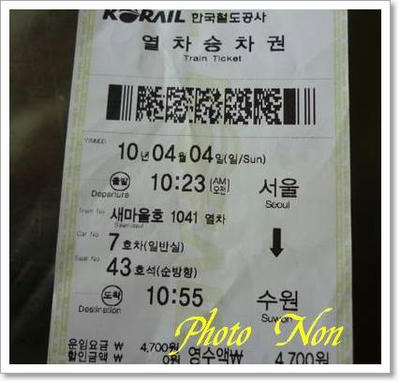 KORAIL 한국철도공사
열차승차권
Train Ticket
YYMMDD
10년04월04일(일/Sun)
출발 10:23 (AM 오전) 서울
Departure Seoul
Train No 새마을호 1041 열차
Saemaeul
Car No 7호차(일반실)
Seat No 43호석(순방향)
도착 10:55 수원
Destination Suwon
운임요금 ₩ 4,700원
할인금액 0원 영수액₩ 4,700원
Photo Non